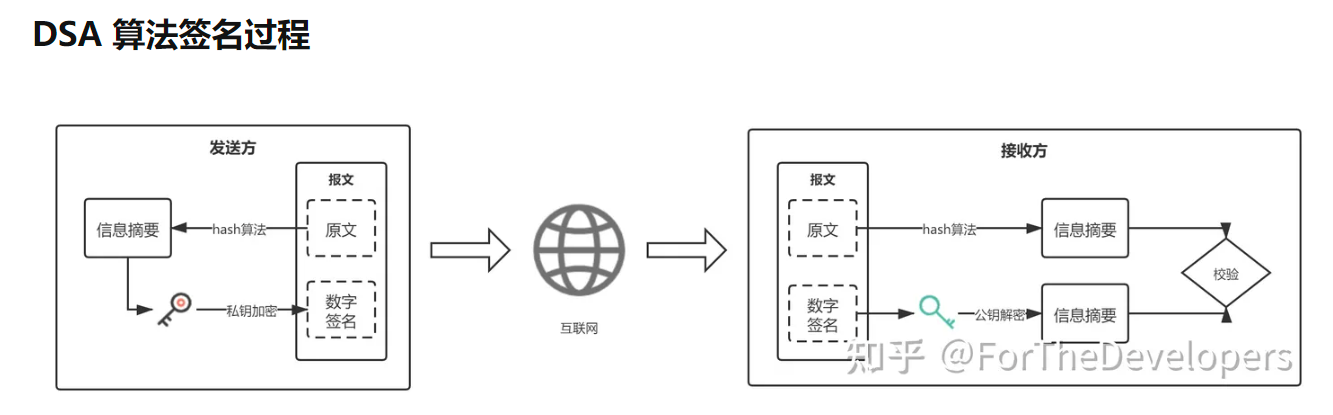 DSA 算法签名过程
发送方
报文
信息摘要
hash算法
原文
私钥加密
数字
签名
互联网
接收方
报文
原文
hash算法
信息摘要
校验
数字
签名
公钥解密
信息摘要
知乎 @ForTheDevelopers